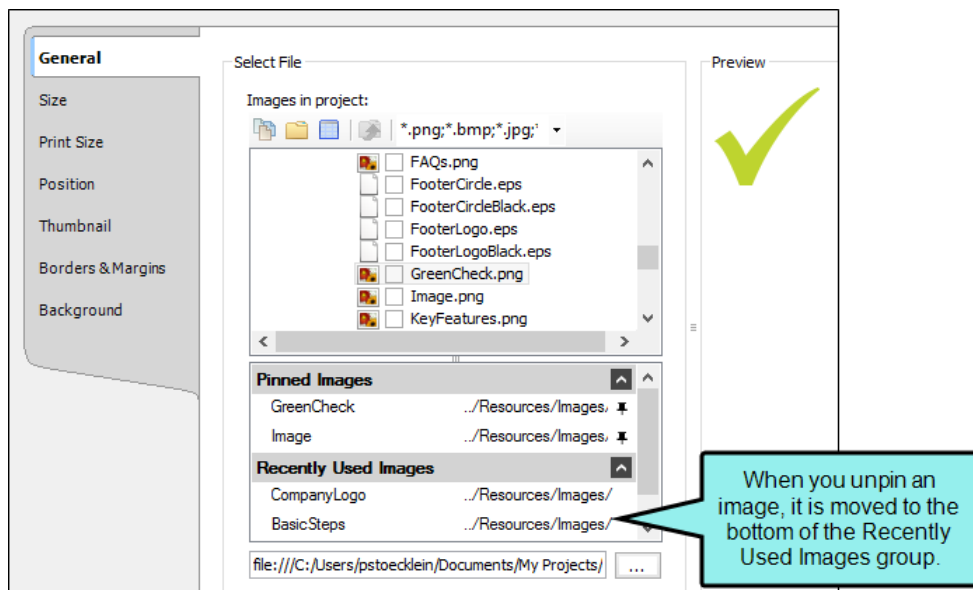 General
Size
Print Size
Position
Thumbnail
Borders & Margins
Background
Select File
Images in project:
*.png;*.bmp;*.jpg;*
FAQs.png
FooterCircle.eps
FooterCircleBlack.eps
FooterLogo.eps
FooterLogoBlack.eps
GreenCheck.png
Image.png
KeyFeatures.png
Pinned Images
GreenCheck ../Resources/Images/
Image ../Resources/Images/
Recently Used Images
CompanyLogo ../Resources/Images/
BasicSteps ../Resources/Images/
file:///C:/Users/pstoecklein/Documents/My Projects/
...
Preview
When you unpin an
image, it is moved to the
bottom of the Recently
Used Images group.